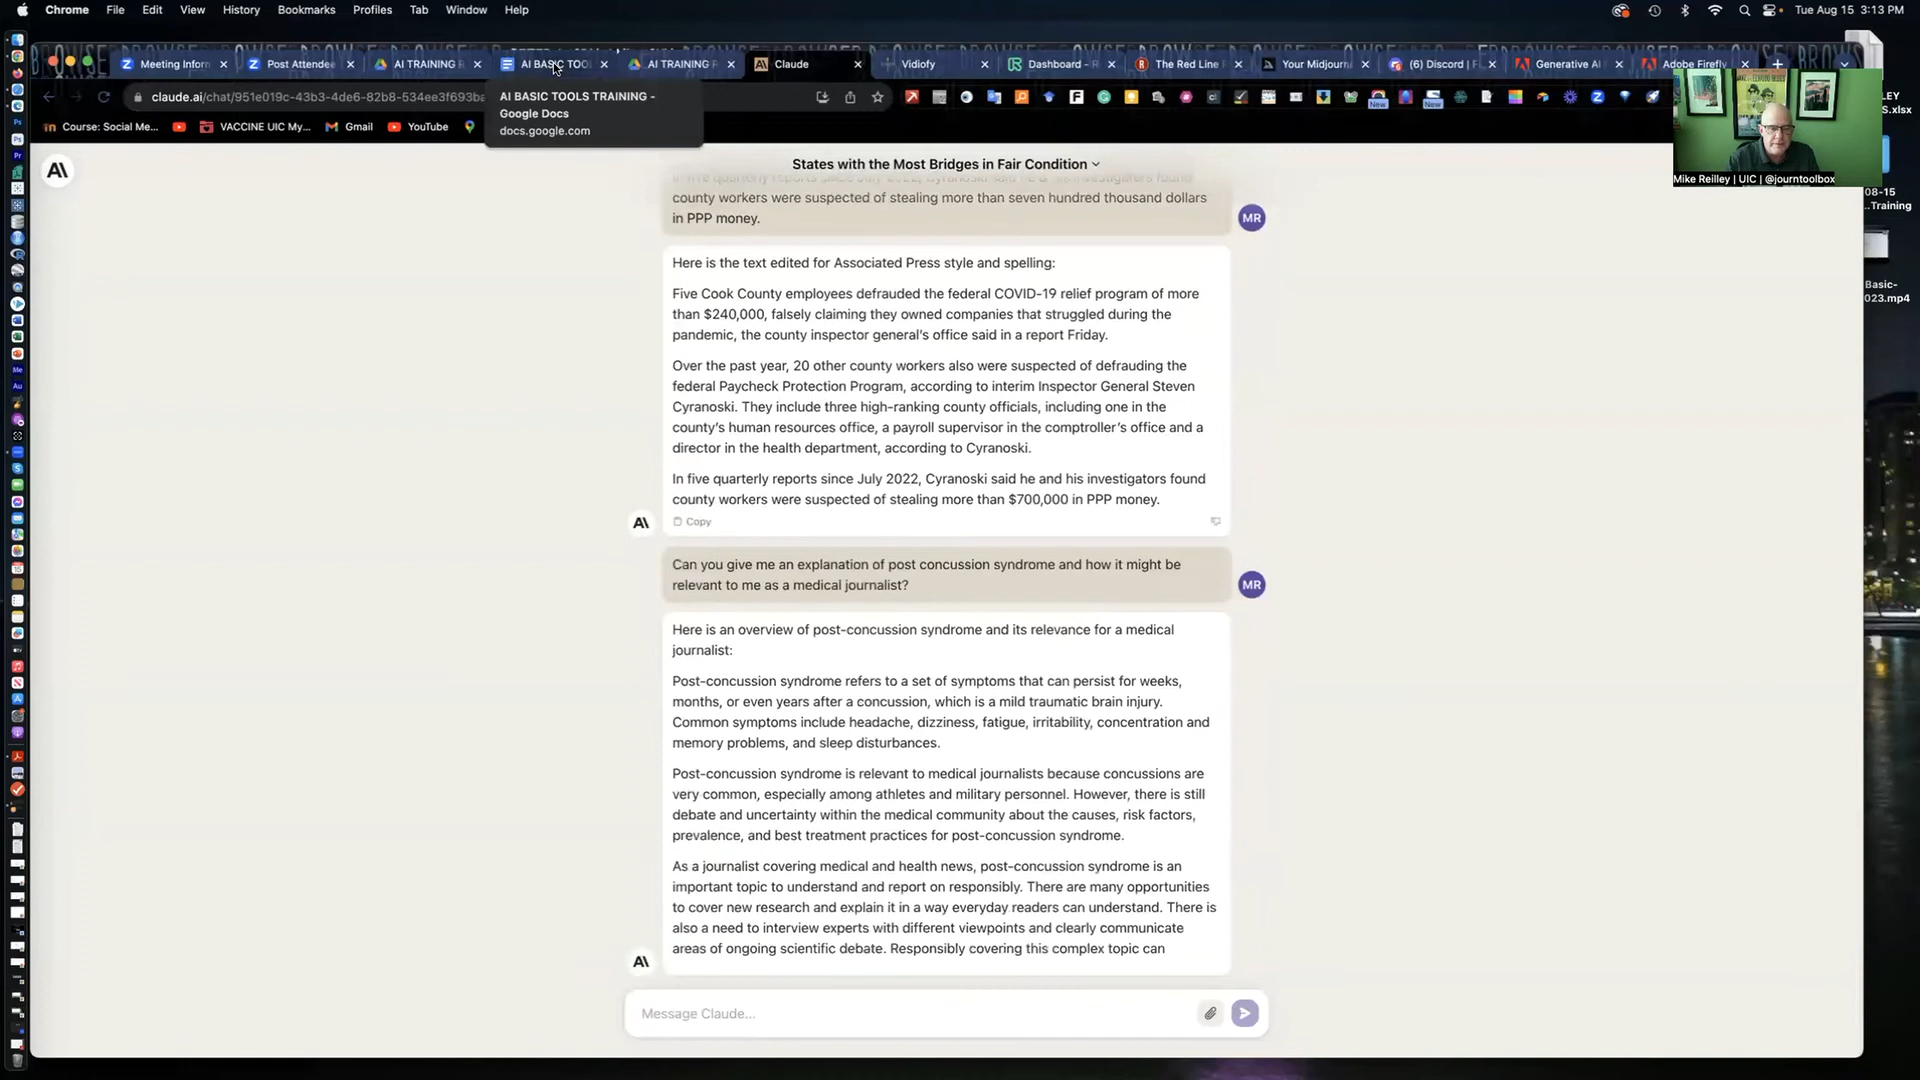 Chrome File Edit View History Bookmarks Profiles Tab Window Help
Tue Aug 15 3:13 PM
Meeting Inform
Post Attendee
AI TRAINING R
AI BASIC TOOL
AI TRAINING R
Claude
Vidiofy
Dashboard - R
The Red Line P
Your Midjourn
(6) Discord | F
Generative AI
Adobe Firefly
claude.ai/chat/951e019c-43b3-4de6-82b8-534ee3f693ba
AI BASIC TOOLS TRAINING -
Google Docs
docs.google.com
New
New
Course: Social Me...
VACCINE UIC My...
Gmail
YouTube
Mike Reilley | UIC | @journtoolbox
LEY
S.xlsx
08-15
...Training
Basic-
023.mp4
States with the Most Bridges in Fair Condition
county workers were suspected of stealing more than seven hundred thousand dollars
in PPP money.
MR
Here is the text edited for Associated Press style and spelling:
Five Cook County employees defrauded the federal COVID-19 relief program of more
than $240,000, falsely claiming they owned companies that struggled during the
pandemic, the county inspector general's office said in a report Friday.
Over the past year, 20 other county workers also were suspected of defrauding the
federal Paycheck Protection Program, according to interim Inspector General Steven
Cyranoski. They include three high-ranking county officials, including one in the
county's human resources office, a payroll supervisor in the comptroller's office and a
director in the health department, according to Cyranoski.
In five quarterly reports since July 2022, Cyranoski said he and his investigators found
county workers were suspected of stealing more than $700,000 in PPP money.
Copy
Can you give me an explanation of post concussion syndrome and how it might be
relevant to me as a medical journalist?
MR
Here is an overview of post-concussion syndrome and its relevance for a medical
journalist:
Post-concussion syndrome refers to a set of symptoms that can persist for weeks,
months, or even years after a concussion, which is a mild traumatic brain injury.
Common symptoms include headache, dizziness, fatigue, irritability, concentration and
memory problems, and sleep disturbances.
Post-concussion syndrome is relevant to medical journalists because concussions are
very common, especially among athletes and military personnel. However, there is still
debate and uncertainty within the medical community about the causes, risk factors,
prevalence, and best treatment practices for post-concussion syndrome.
As a journalist covering medical and health news, post-concussion syndrome is an
important topic to understand and report on responsibly. There are many opportunities
to cover new research and explain it in a way everyday readers can understand. There is
also a need to interview experts with different viewpoints and clearly communicate
areas of ongoing scientific debate. Responsibly covering this complex topic can
Message Claude...